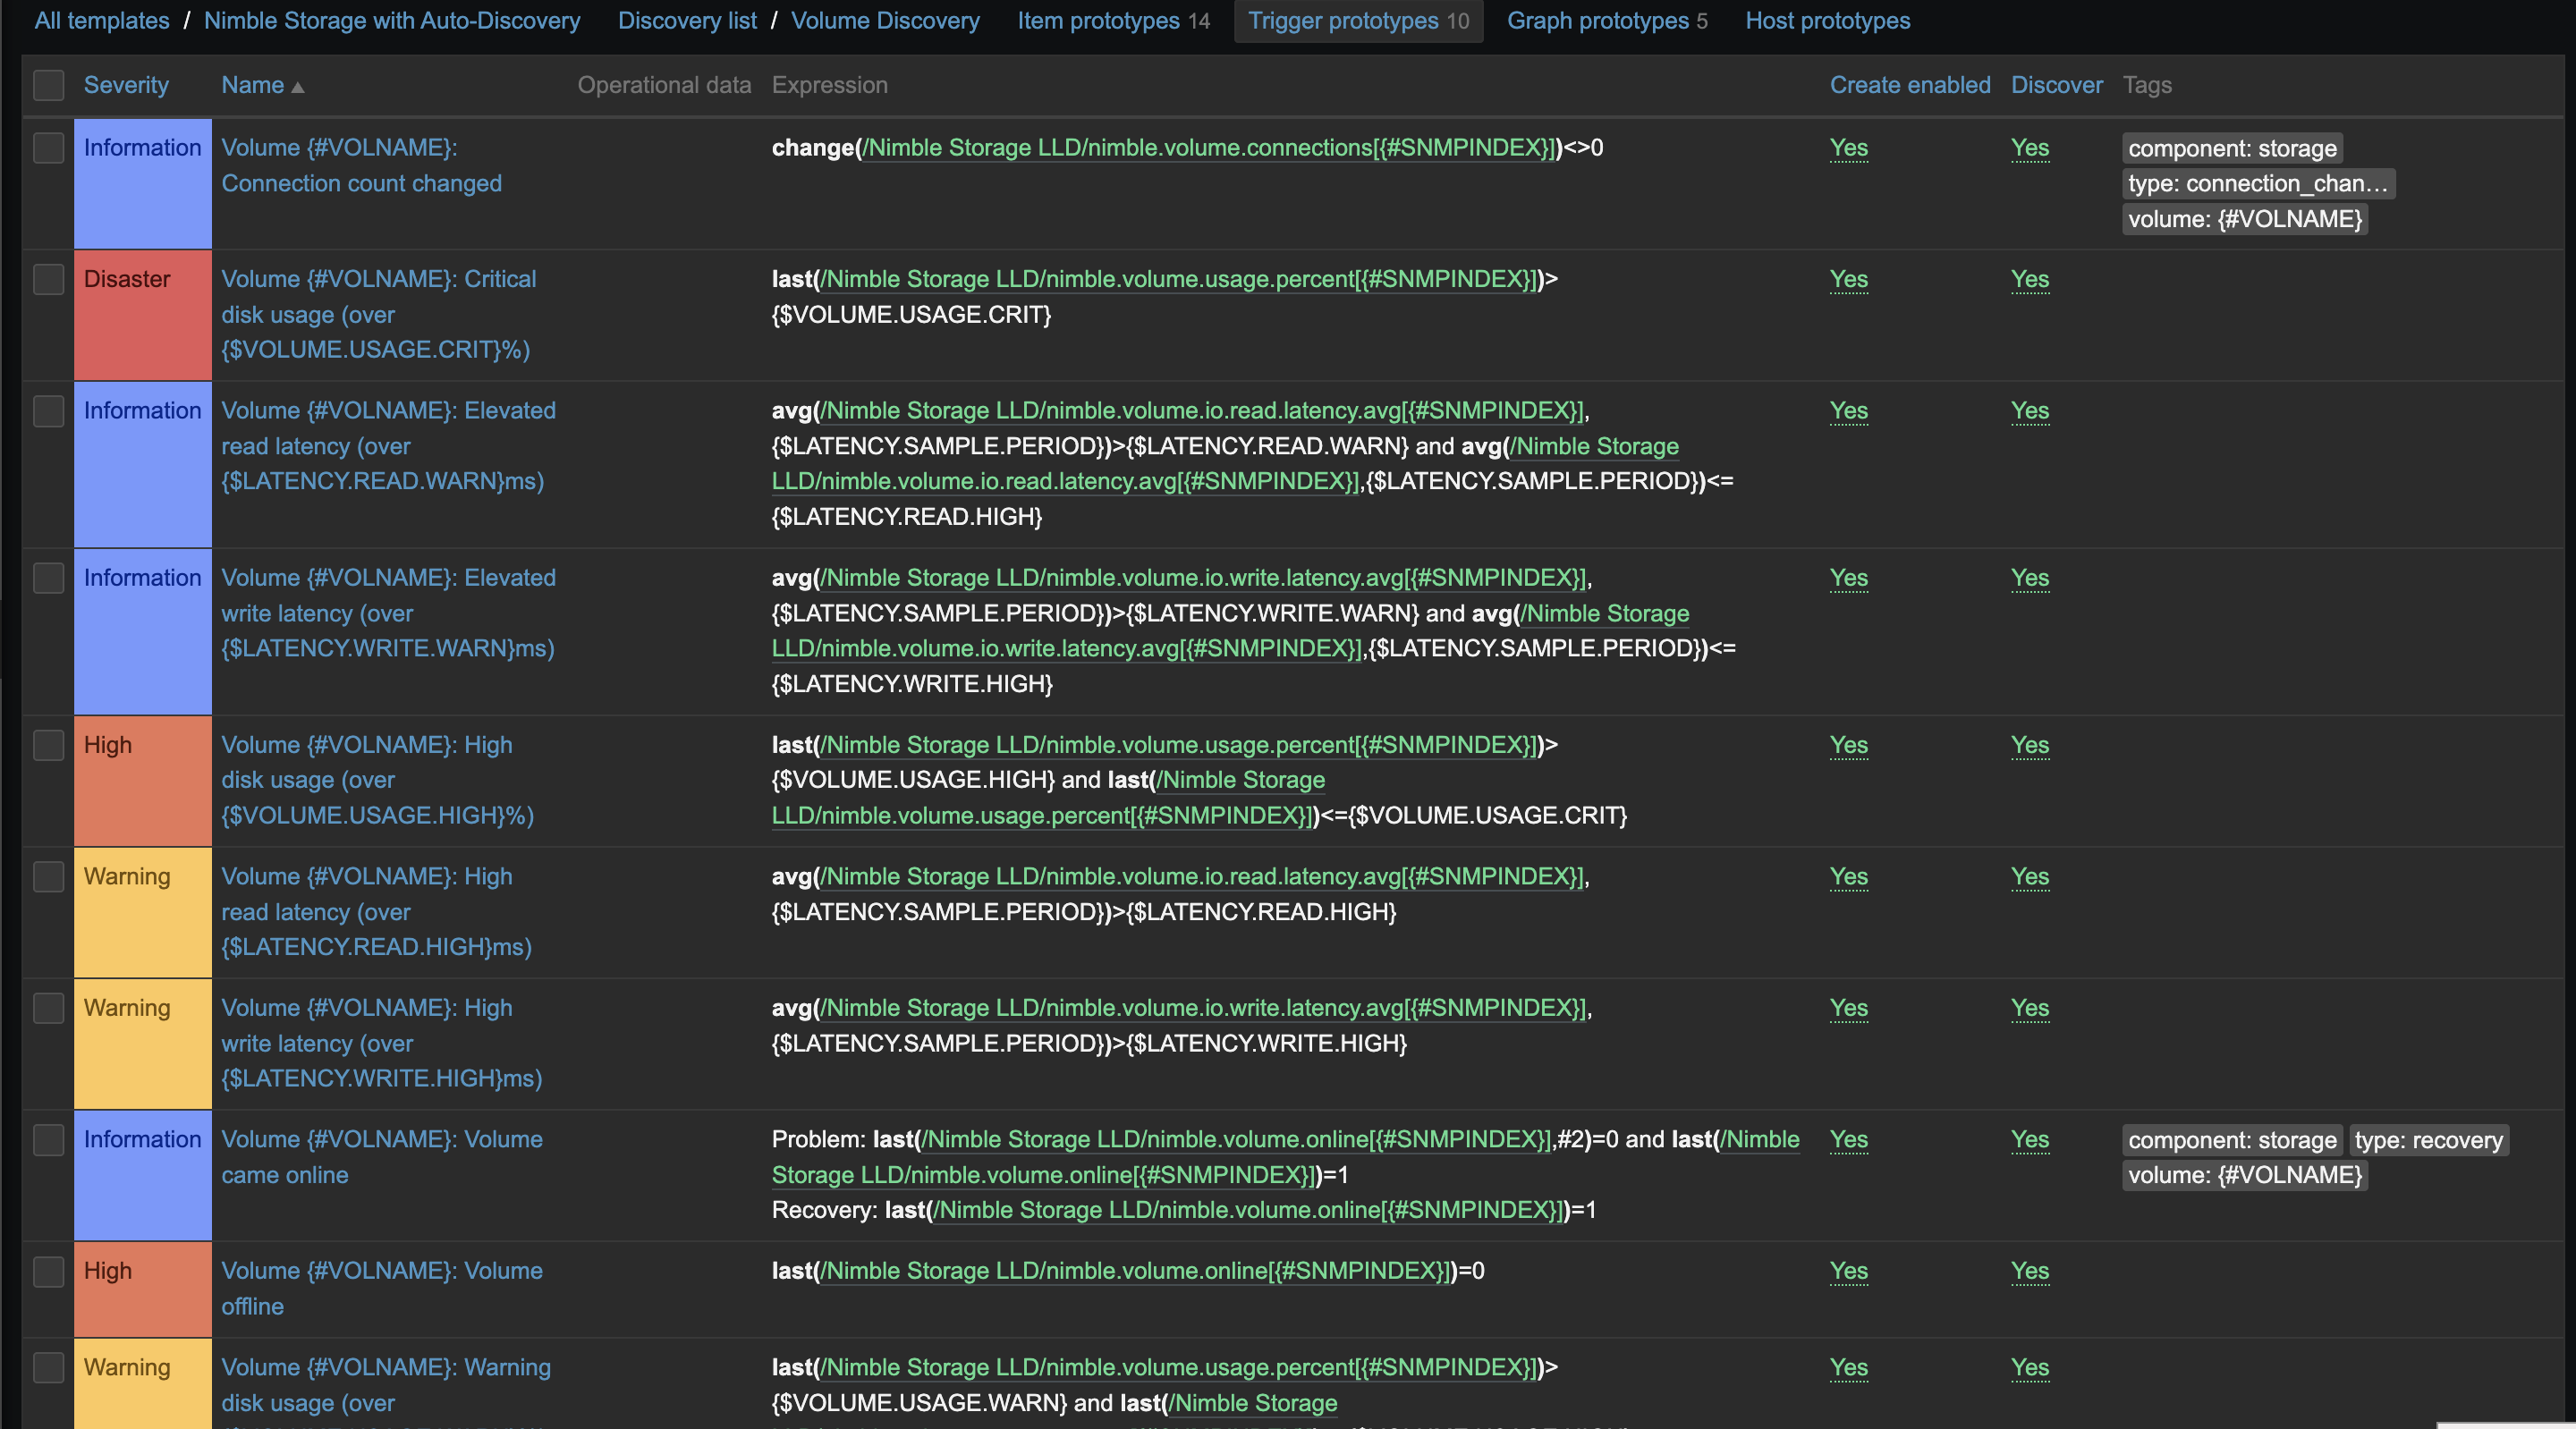 All templates / Nimble Storage with Auto-Discovery Discovery list / Volume Discovery Item prototypes 14 Trigger prototypes 10 Graph prototypes 5 Host prototypes
Severity Name ▲ Operational data Expression Create enabled Discover Tags
Information
Volume {#VOLNAME}:
Connection count changed
change(/Nimble Storage LLD/nimble.volume.connections[{#SNMPINDEX}])<>0
Yes Yes
component: storage
type: connection_chan…
volume: {#VOLNAME}
Disaster
Volume {#VOLNAME}: Critical
disk usage (over
{$VOLUME.USAGE.CRIT}%)
last(/Nimble Storage LLD/nimble.volume.usage.percent[{#SNMPINDEX}])>
{$VOLUME.USAGE.CRIT}
Yes Yes
Information
Volume {#VOLNAME}: Elevated
read latency (over
{$LATENCY.READ.WARN}ms)
avg(/Nimble Storage LLD/nimble.volume.io.read.latency.avg[{#SNMPINDEX}],
{$LATENCY.SAMPLE.PERIOD})>{$LATENCY.READ.WARN} and avg(/Nimble Storage
LLD/nimble.volume.io.read.latency.avg[{#SNMPINDEX}],{$LATENCY.SAMPLE.PERIOD})<=
{$LATENCY.READ.HIGH}
Yes Yes
Information
Volume {#VOLNAME}: Elevated
write latency (over
{$LATENCY.WRITE.WARN}ms)
avg(/Nimble Storage LLD/nimble.volume.io.write.latency.avg[{#SNMPINDEX}],
{$LATENCY.SAMPLE.PERIOD})>{$LATENCY.WRITE.WARN} and avg(/Nimble Storage
LLD/nimble.volume.io.write.latency.avg[{#SNMPINDEX}],{$LATENCY.SAMPLE.PERIOD})<=
{$LATENCY.WRITE.HIGH}
Yes Yes
High
Volume {#VOLNAME}: High
disk usage (over
{$VOLUME.USAGE.HIGH}%)
last(/Nimble Storage LLD/nimble.volume.usage.percent[{#SNMPINDEX}])>
{$VOLUME.USAGE.HIGH} and last(/Nimble Storage
LLD/nimble.volume.usage.percent[{#SNMPINDEX}])<={$VOLUME.USAGE.CRIT}
Yes Yes
Warning
Volume {#VOLNAME}: High
read latency (over
{$LATENCY.READ.HIGH}ms)
avg(/Nimble Storage LLD/nimble.volume.io.read.latency.avg[{#SNMPINDEX}],
{$LATENCY.SAMPLE.PERIOD})>{$LATENCY.READ.HIGH}
Yes Yes
Warning
Volume {#VOLNAME}: High
write latency (over
{$LATENCY.WRITE.HIGH}ms)
avg(/Nimble Storage LLD/nimble.volume.io.write.latency.avg[{#SNMPINDEX}],
{$LATENCY.SAMPLE.PERIOD})>{$LATENCY.WRITE.HIGH}
Yes Yes
Information
Volume {#VOLNAME}: Volume
came online
Problem: last(/Nimble Storage LLD/nimble.volume.online[{#SNMPINDEX}],#2)=0 and last(/Nimble
Storage LLD/nimble.volume.online[{#SNMPINDEX}])=1
Recovery: last(/Nimble Storage LLD/nimble.volume.online[{#SNMPINDEX}])=1
Yes Yes
component: storage type: recovery
volume: {#VOLNAME}
High
Volume {#VOLNAME}: Volume
offline
last(/Nimble Storage LLD/nimble.volume.online[{#SNMPINDEX}])=0
Yes Yes
Warning
Volume {#VOLNAME}: Warning
disk usage (over
last(/Nimble Storage LLD/nimble.volume.usage.percent[{#SNMPINDEX}])>
{$VOLUME.USAGE.WARN} and last(/Nimble Storage
Yes Yes